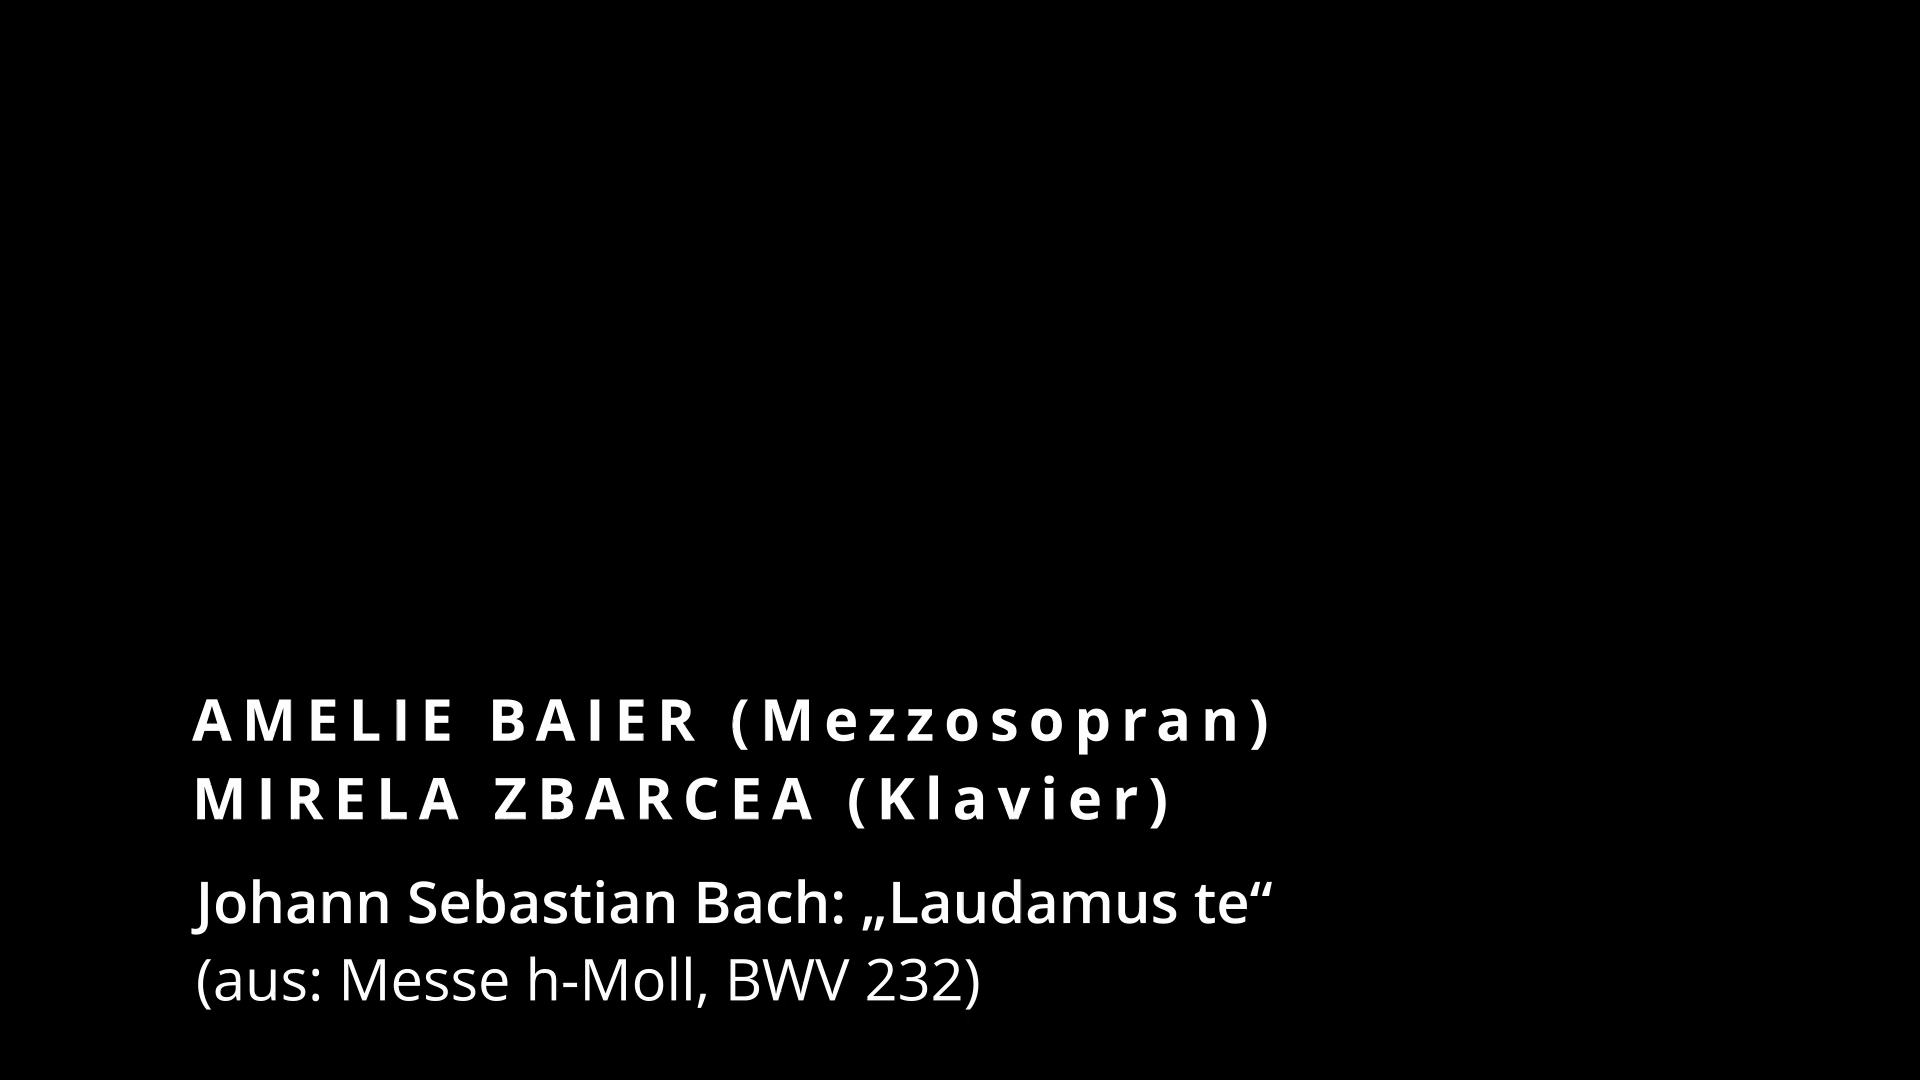 AMELIE BAIER (Mezzosopran)
MIRELA ZBARCEA (Klavier)
Johann Sebastian Bach: „Laudamus te“
(aus: Messe h-Moll, BWV 232)